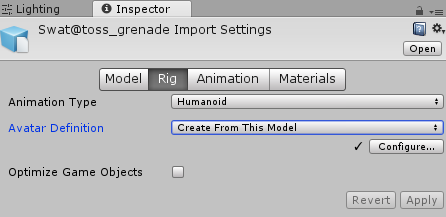 Lighting Inspector
Swat@toss_grenade Import Settings
Open
Model Rig Animation Materials
Animation Type Humanoid
Avatar Definition Create From This Model
✓ Configure...
Optimize Game Objects
Revert Apply